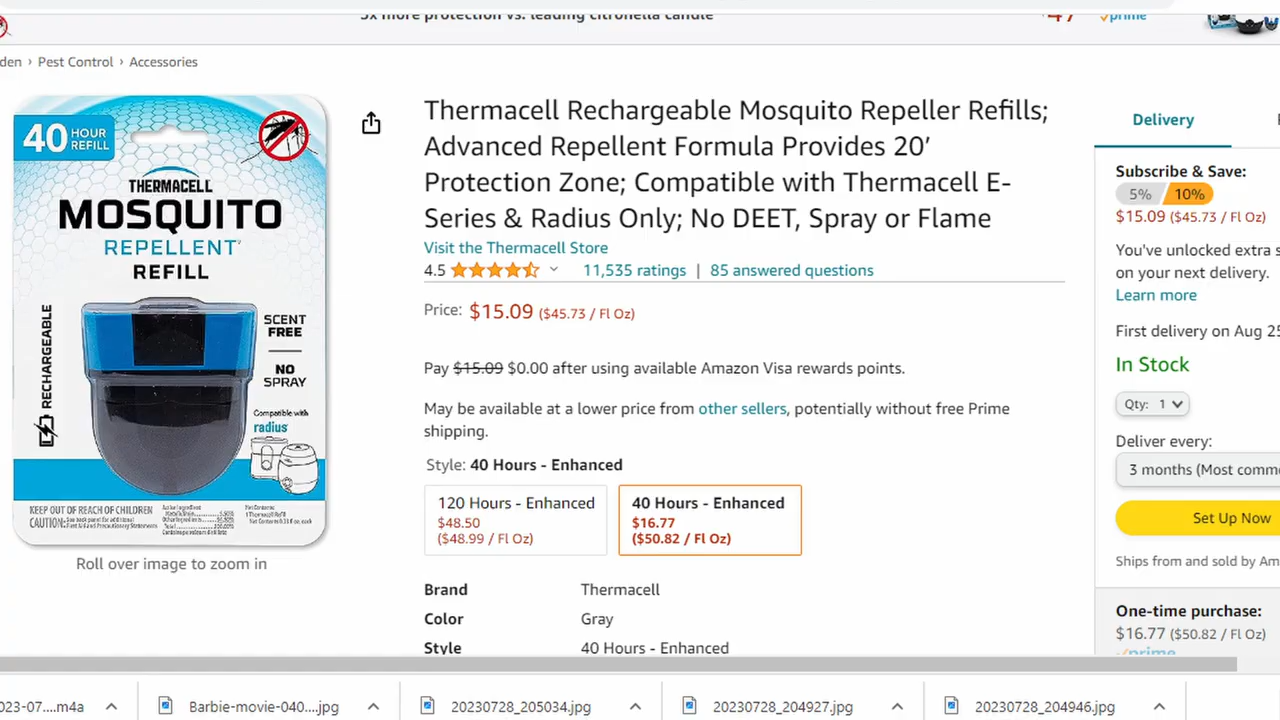 3x more protection vs. leading citronella candle
47
prime
den › Pest Control › Accessories
40 HOUR
REFILL
THERMACELL
MOSQUITO
REPELLENT
REFILL
RECHARGEABLE
SCENT
FREE
NO
SPRAY
Compatible with
radius
KEEP OUT OF REACH OF CHILDREN
CAUTION
Roll over image to zoom in
Thermacell Rechargeable Mosquito Repeller Refills;
Advanced Repellent Formula Provides 20′
Protection Zone; Compatible with Thermacell E-
Series & Radius Only; No DEET, Spray or Flame
Visit the Thermacell Store
4.5 11,535 ratings | 85 answered questions
Price: $15.09 ($45.73 / Fl Oz)
Pay $15.09 $0.00 after using available Amazon Visa rewards points.
May be available at a lower price from other sellers, potentially without free Prime
shipping.
Style: 40 Hours - Enhanced
120 Hours - Enhanced
$48.50
($48.99 / Fl Oz)
40 Hours - Enhanced
$16.77
($50.82 / Fl Oz)
Brand Thermacell
Color Gray
Style 40 Hours - Enhanced
Delivery
Subscribe & Save:
5% 10%
$15.09 ($45.73 / Fl Oz)
You've unlocked extra s
on your next delivery.
Learn more
First delivery on Aug 25
In Stock
Qty: 1
Deliver every:
3 months (Most comm
Set Up Now
Ships from and sold by Am
One-time purchase:
$16.77 ($50.82 / Fl Oz)
prime
023-07....m4a
Barbie-movie-040....jpg
20230728_205034.jpg
20230728_204927.jpg
20230728_204946.jpg